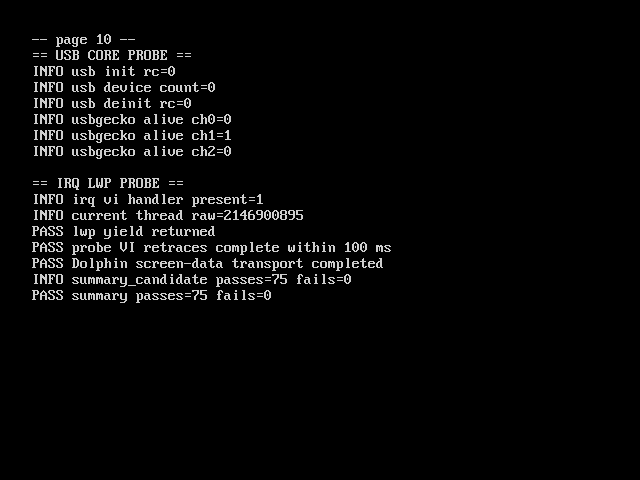 -- page 10 --
== USB CORE PROBE ==
INFO usb init rc=0
INFO usb device count=0
INFO usb deinit rc=0
INFO usbgecko alive ch0=0
INFO usbgecko alive ch1=1
INFO usbgecko alive ch2=0
== IRQ LWP PROBE ==
INFO irq vi handler present=1
INFO current thread raw=2146900895
PASS lwp yield returned
PASS probe VI retraces complete within 100 ms
PASS Dolphin screen-data transport completed
INFO summary_candidate passes=75 fails=0
PASS summary passes=75 fails=0